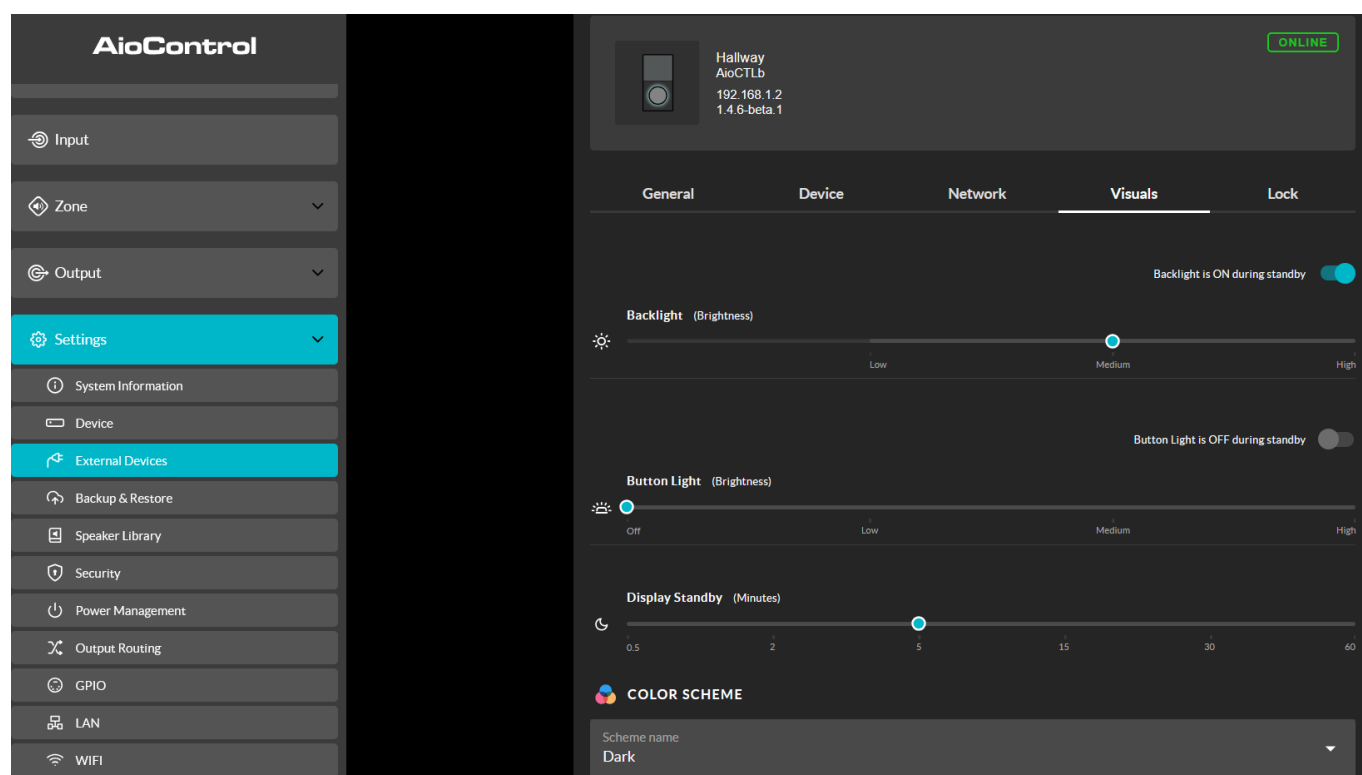 AioControl
Input
Zone
Output
Settings
System Information
Device
External Devices
Backup & Restore
Speaker Library
Security
Power Management
Output Routing
GPIO
LAN
WIFI
Hallway
AioCTLb
192.168.1.2
1.4.6-beta.1
ONLINE
General Device Network Visuals Lock
Backlight is ON during standby
Backlight (Brightness)
Low Medium High
Button Light is OFF during standby
Button Light (Brightness)
Off Low Medium High
Display Standby (Minutes)
0.5 2 5 15 30 60
COLOR SCHEME
Scheme name
Dark